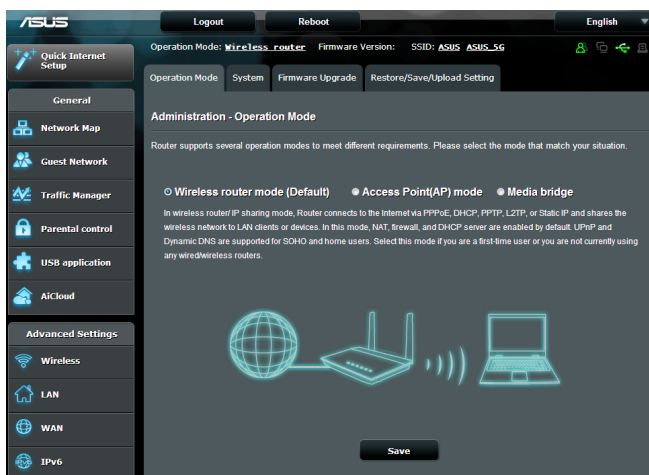 ASUS
Logout
Reboot
English
Quick Internet
Setup
Operation Mode: Wireless router Firmware Version: SSID: ASUS ASUS_5G
Operation Mode
System
Firmware Upgrade
Restore/Save/Upload Setting
General
Network Map
Guest Network
Traffic Manager
Parental control
USB application
AiCloud
Advanced Settings
Wireless
LAN
WAN
IPv6
Administration - Operation Mode
Router supports several operation modes to meet different requirements. Please select the mode that match your situation.
Wireless router mode (Default)
Access Point(AP) mode
Media bridge
In wireless router/ IP sharing mode, Router connects to the Internet via PPPoE, DHCP, PPTP, L2TP, or Static IP and shares the
wireless network to LAN clients or devices. In this mode, NAT, firewall, and DHCP server are enabled by default. UPnP and
Dynamic DNS are supported for SOHO and home users. Select this mode if you are a first-time user or you are not currently using
any wired/wireless routers.
Save